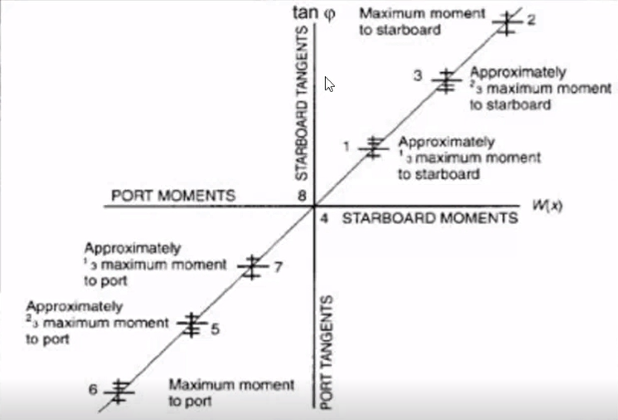 tan φ
Maximum moment
to starboard
2
STARBOARD TANGENTS
3
Approximately
2/3 maximum moment
to starboard
1
Approximately
1/3 maximum moment
to starboard
PORT MOMENTS
8
W(x)
4
STARBOARD MOMENTS
Approximately
1/3 maximum moment
to port
7
Approximately
2/3 maximum moment
to port
5
PORT TANGENTS
6
Maximum moment
to port